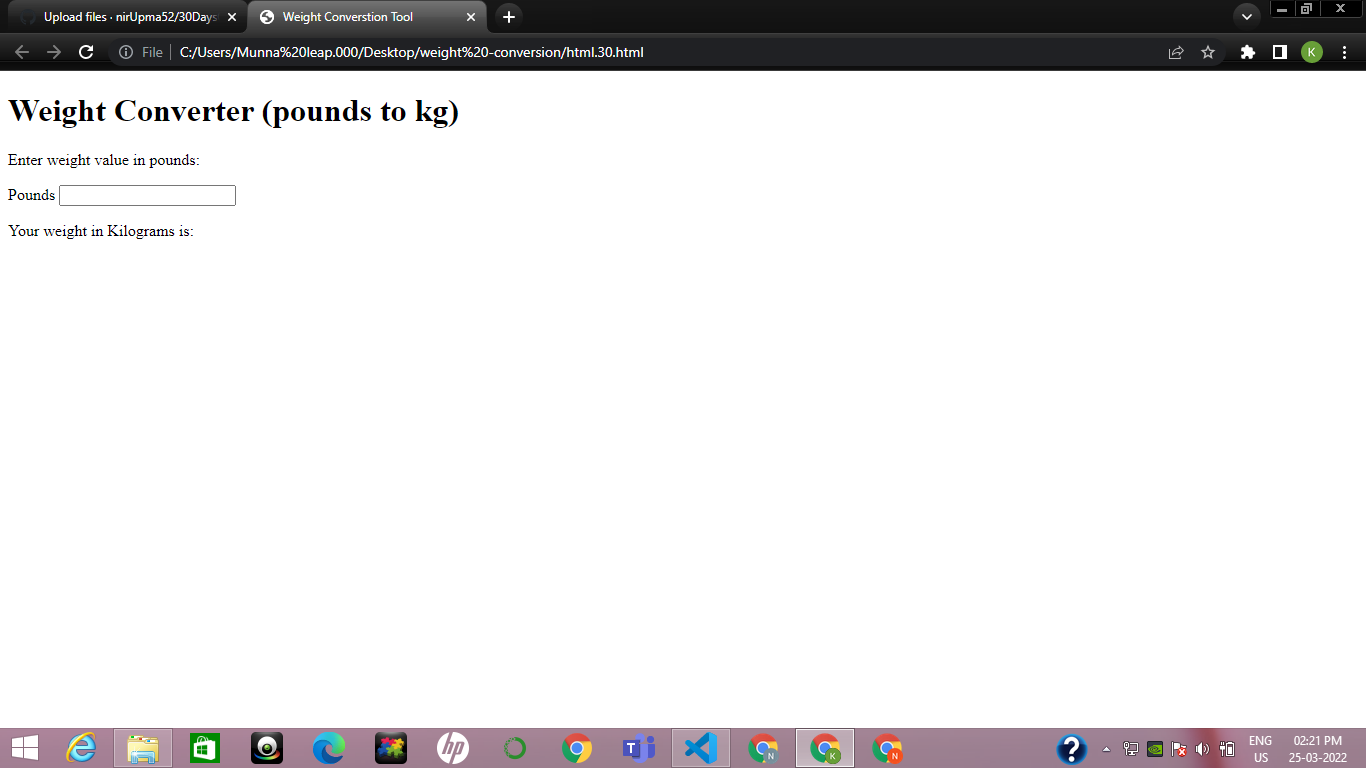 Upload files · nirUpma52/30Days
Weight Converstion Tool
File
C:/Users/Munna%20leap.000/Desktop/weight%20-conversion/html.30.html
K
Weight Converter (pounds to kg)
Enter weight value in pounds:
Pounds
Your weight in Kilograms is:
hp
T
N
K
N
?
ENG
US
02:21 PM
25-03-2022